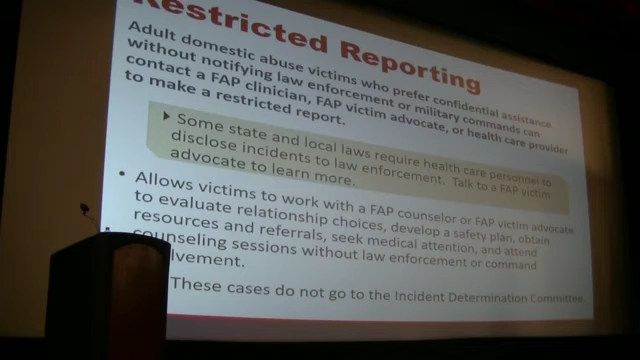 Restricted Reporting
Adult domestic abuse victims who prefer confidential assistance
without notifying law enforcement or military commands can
contact a FAP clinician, FAP victim advocate, or health care provider
to make a restricted report.
Some state and local laws require health care personnel to
disclose incidents to law enforcement. Talk to a FAP victim
advocate to learn more.
• Allows victims to work with a FAP counselor or FAP victim advocate
to evaluate relationship choices, develop a safety plan, obtain
resources and referrals, seek medical attention, and attend
counseling sessions without law enforcement or command
lvement.
These cases do not go to the Incident Determination Committee